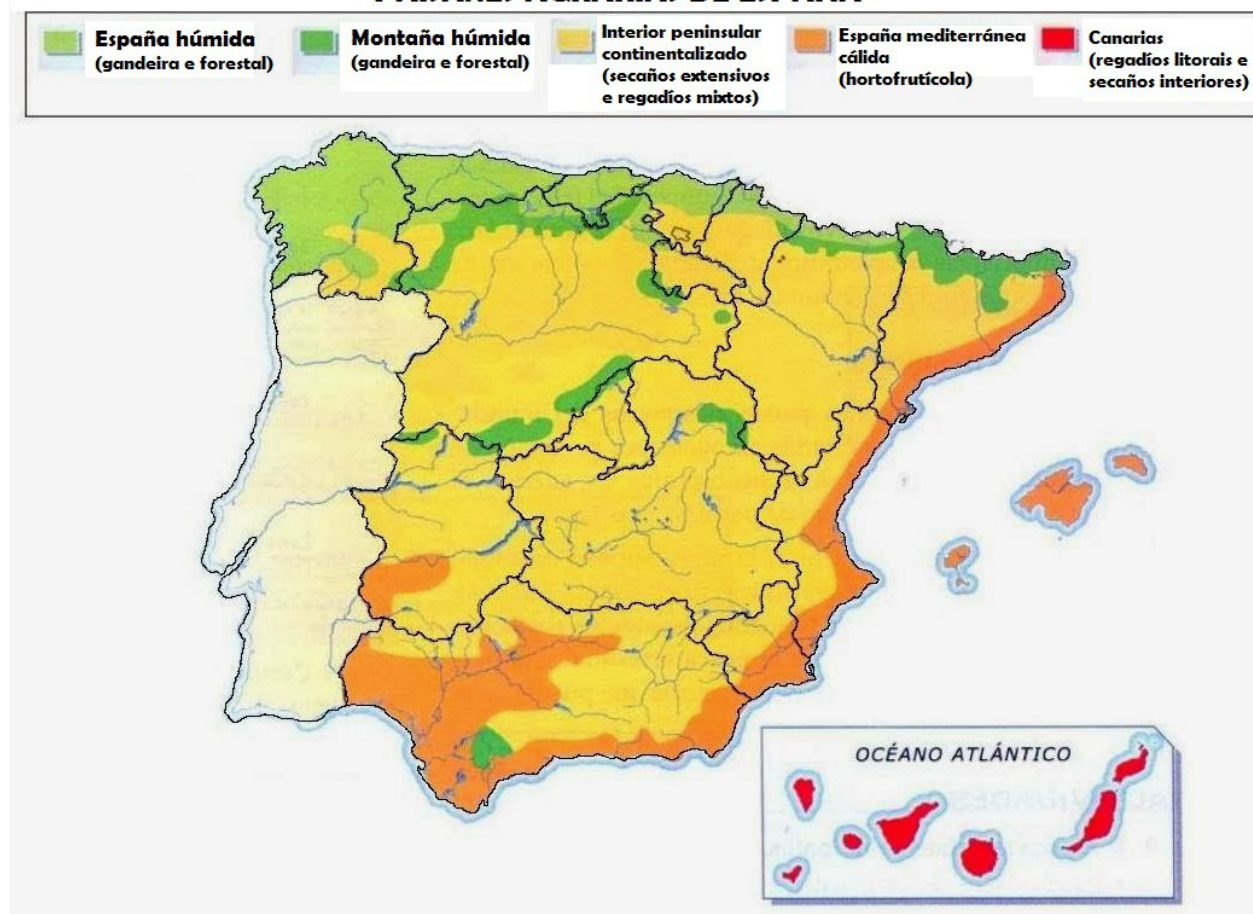 España húmida
(gandeira e forestal)
Montaña húmida
(gandeira e forestal)
Interior peninsular
continentalizado
(secaños extensivos
e regadíos mixtos)
España mediterránea
cálida
(hortofrutícola)
Canarias
(regadíos litorais e
secaños interiores)
OCÉANO ATLÁNTICO